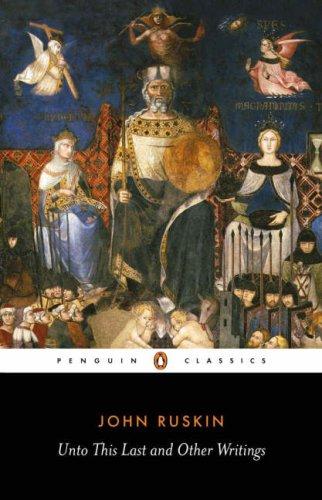 SPES
MAGNANIMITAS
PENGUIN CLASSICS
JOHN RUSKIN
Unto This Last and Other Writings